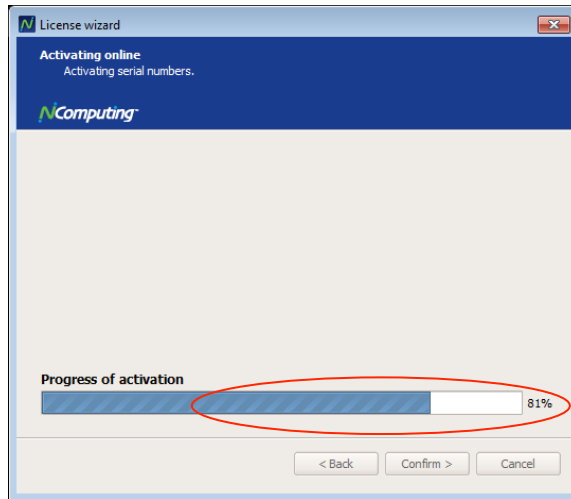 License wizard
Activating online
Activating serial numbers.
NComputing
Progress of activation
81%
< Back Confirm > Cancel